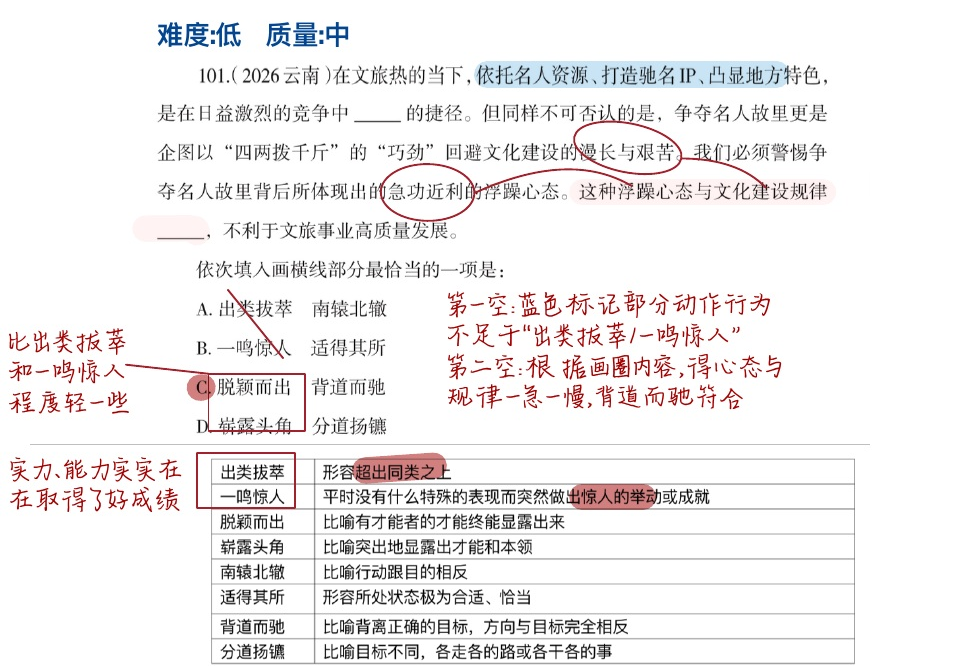 难度:低 质量:中
101.(2026云南)在文旅热的当下,依托名人资源、打造驰名IP、凸显地方特色,
是在日益激烈的竞争中____的捷径。但同样不可否认的是，争夺名人故里更是
企图以“四两拨千斤”的“巧劲”回避文化建设的漫长与艰苦。我们必须警惕争
夺名人故里背后所体现出的急功近利的浮躁心态。这种浮躁心态与文化建设规律
____，不利于文旅事业高质量发展。
依次填入画横线部分最恰当的一项是:
A. 出类拔萃 南辕北辙
B. 一鸣惊人 适得其所
C. 脱颖而出 背道而驰
D. 崭露头角 分道扬镳
第一空:蓝色标记部分动作行为
不足于“出类拔萃/一鸣惊人”
第二空:根据画圈内容,得心态与
规律一急一慢,背道而驰符合
比出类拔萃
和一鸣惊人
程度轻一些
实力、能力实实在
在取得了好成绩
出类拔萃 形容超出同类之上
一鸣惊人 平时没有什么特殊的表现而突然做出惊人的举动或成就
脱颖而出 比喻有才能者的才能终能显露出来
崭露头角 比喻突出地显露出才能和本领
南辕北辙 比喻行动跟目的相反
适得其所 形容所处状态极为合适、恰当
背道而驰 比喻背离正确的目标，方向与目标完全相反
分道扬镳 比喻目标不同，各走各的路或各干各的事